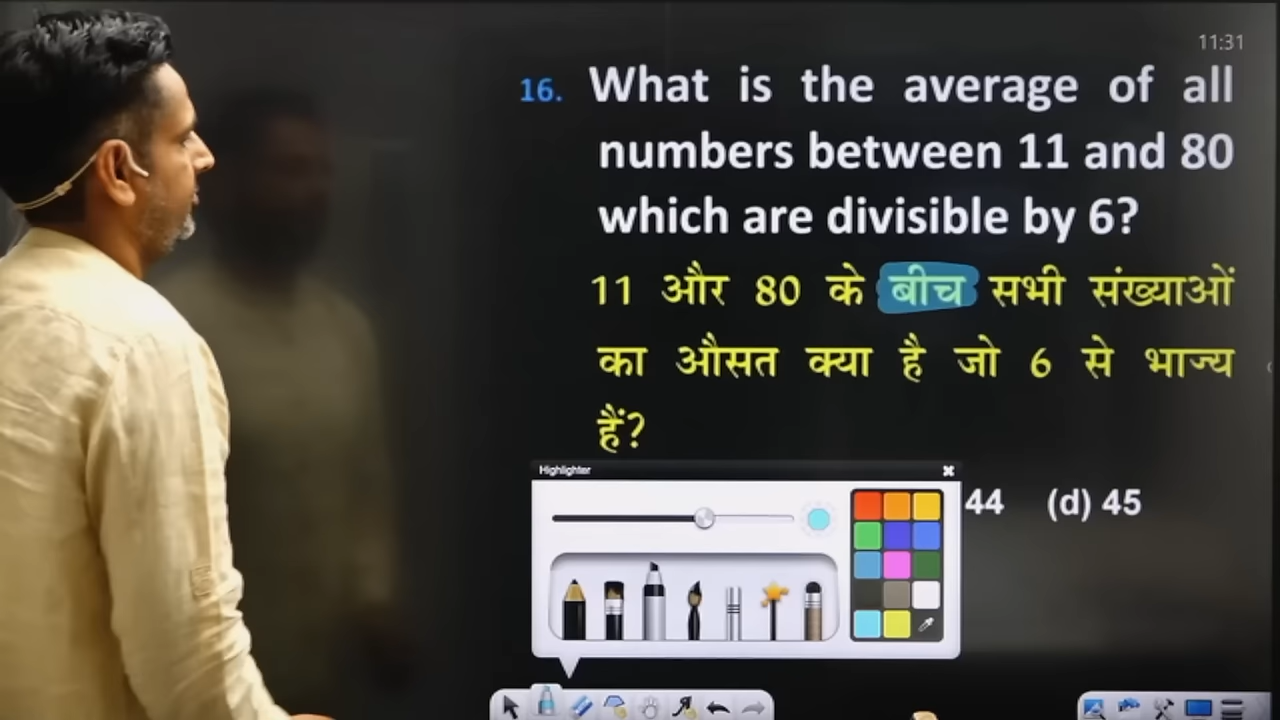 11:31
16. What is the average of all
numbers between 11 and 80
which are divisible by 6?
11 और 80 के बीच सभी संख्याओं
का औसत क्या है जो 6 से भाज्य
हैं?
Highlighter
44 (d) 45